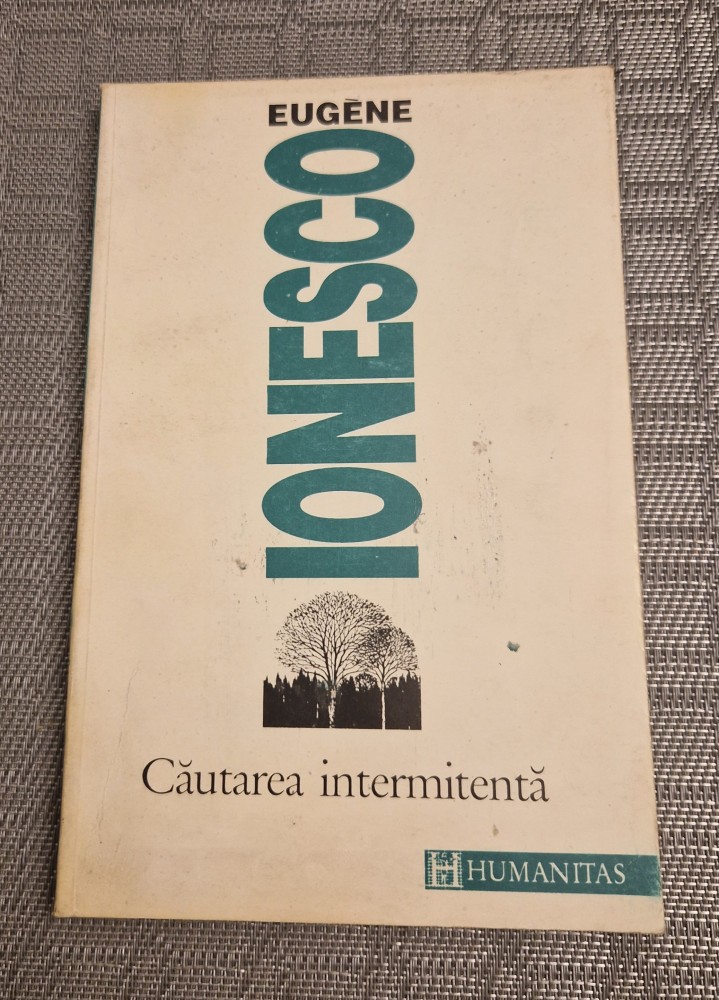 EUGÈNE
IONESCO
Căutarea intermitentă
H HUMANITAS